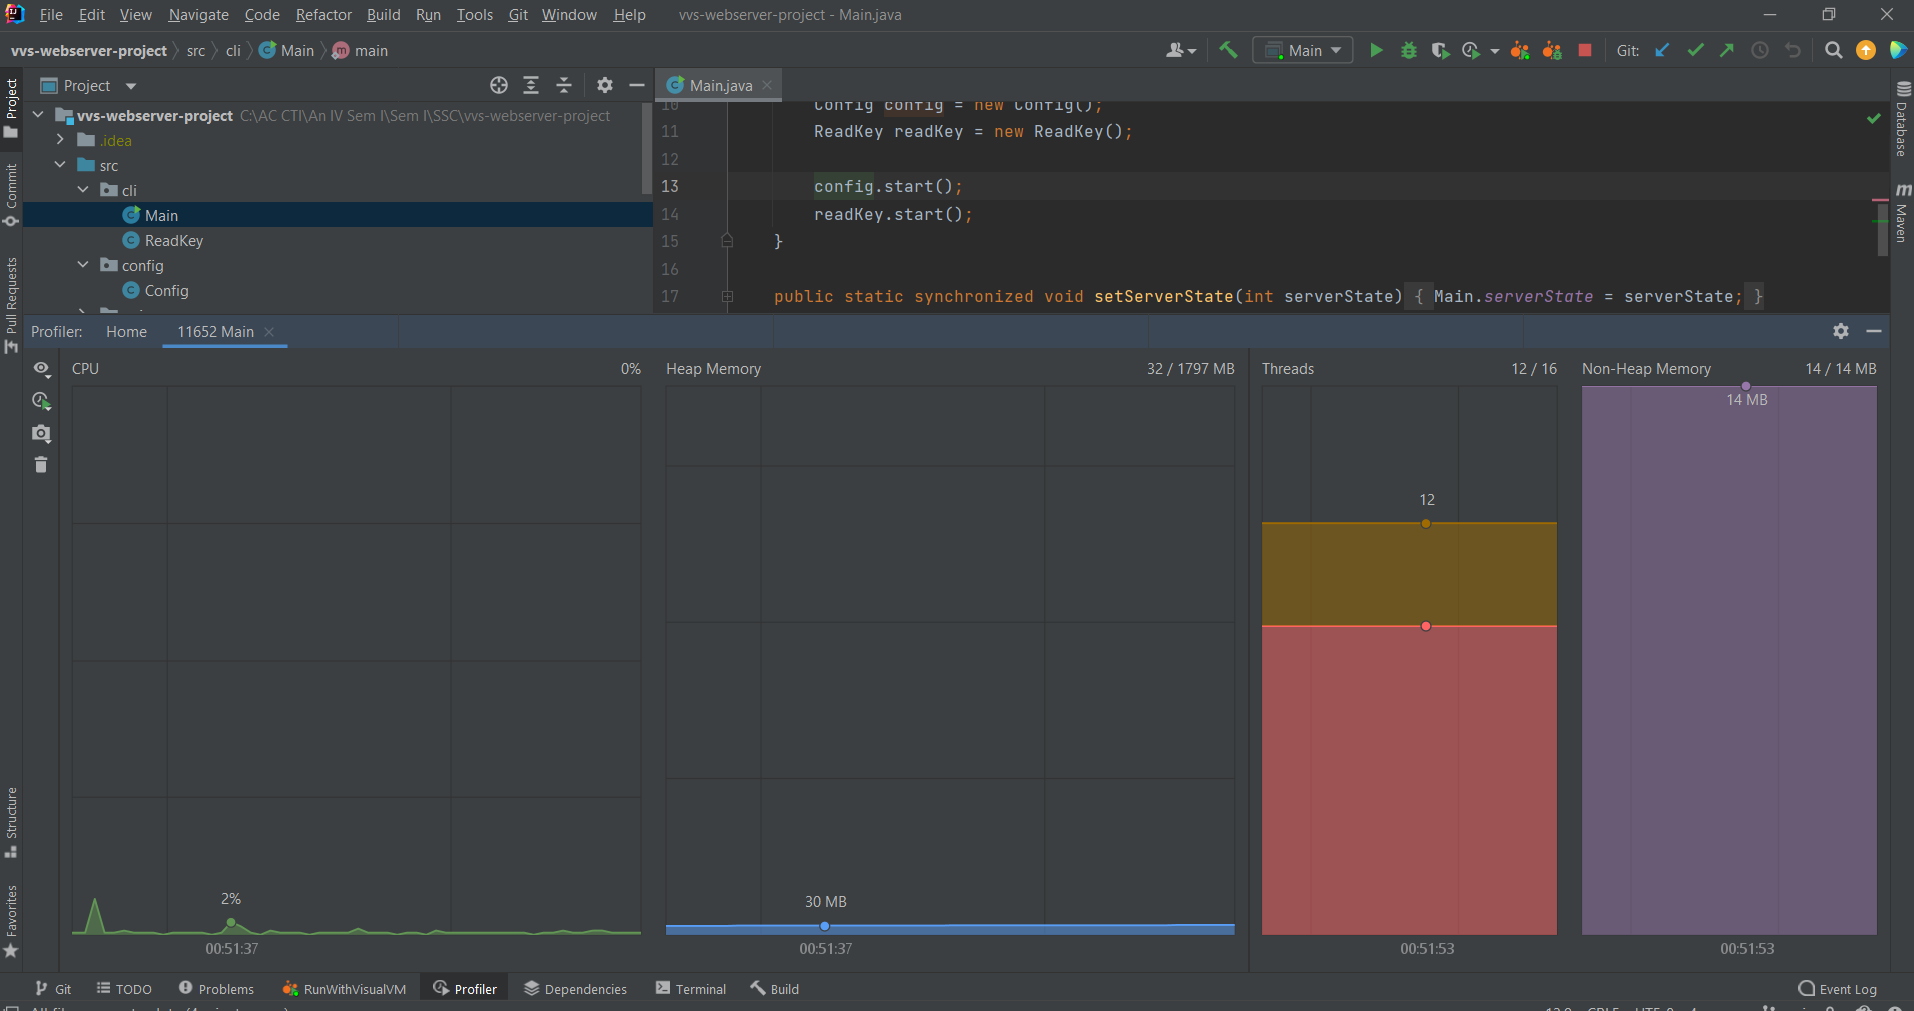 File Edit View Navigate Code Refactor Build Run Tools Git Window Help vvs-webserver-project - Main.java
vvs-webserver-project src cli Main main Main Git:
Project
Main.java
vvs-webserver-project C:\AC CTI\An IV Sem I\Sem I\SSC\vvs-webserver-project
.idea
src
cli
Main
ReadKey
config
Config
10 Config config = new Config();
11 ReadKey readKey = new ReadKey();
12
13 config.start();
14 readKey.start();
15 }
16
17 public static synchronized void setServerState(int serverState) { Main.serverState = serverState; }
Project
Commit
Pull Requests
Structure
Favorites
Database
m Maven
Profiler: Home 11652 Main
CPU 0%
2%
00:51:37
Heap Memory 32 / 1797 MB
30 MB
00:51:37
Threads 12 / 16
12
00:51:53
Non-Heap Memory 14 / 14 MB
14 MB
00:51:53
Git TODO Problems RunWithVisualVM Profiler Dependencies Terminal Build Event Log